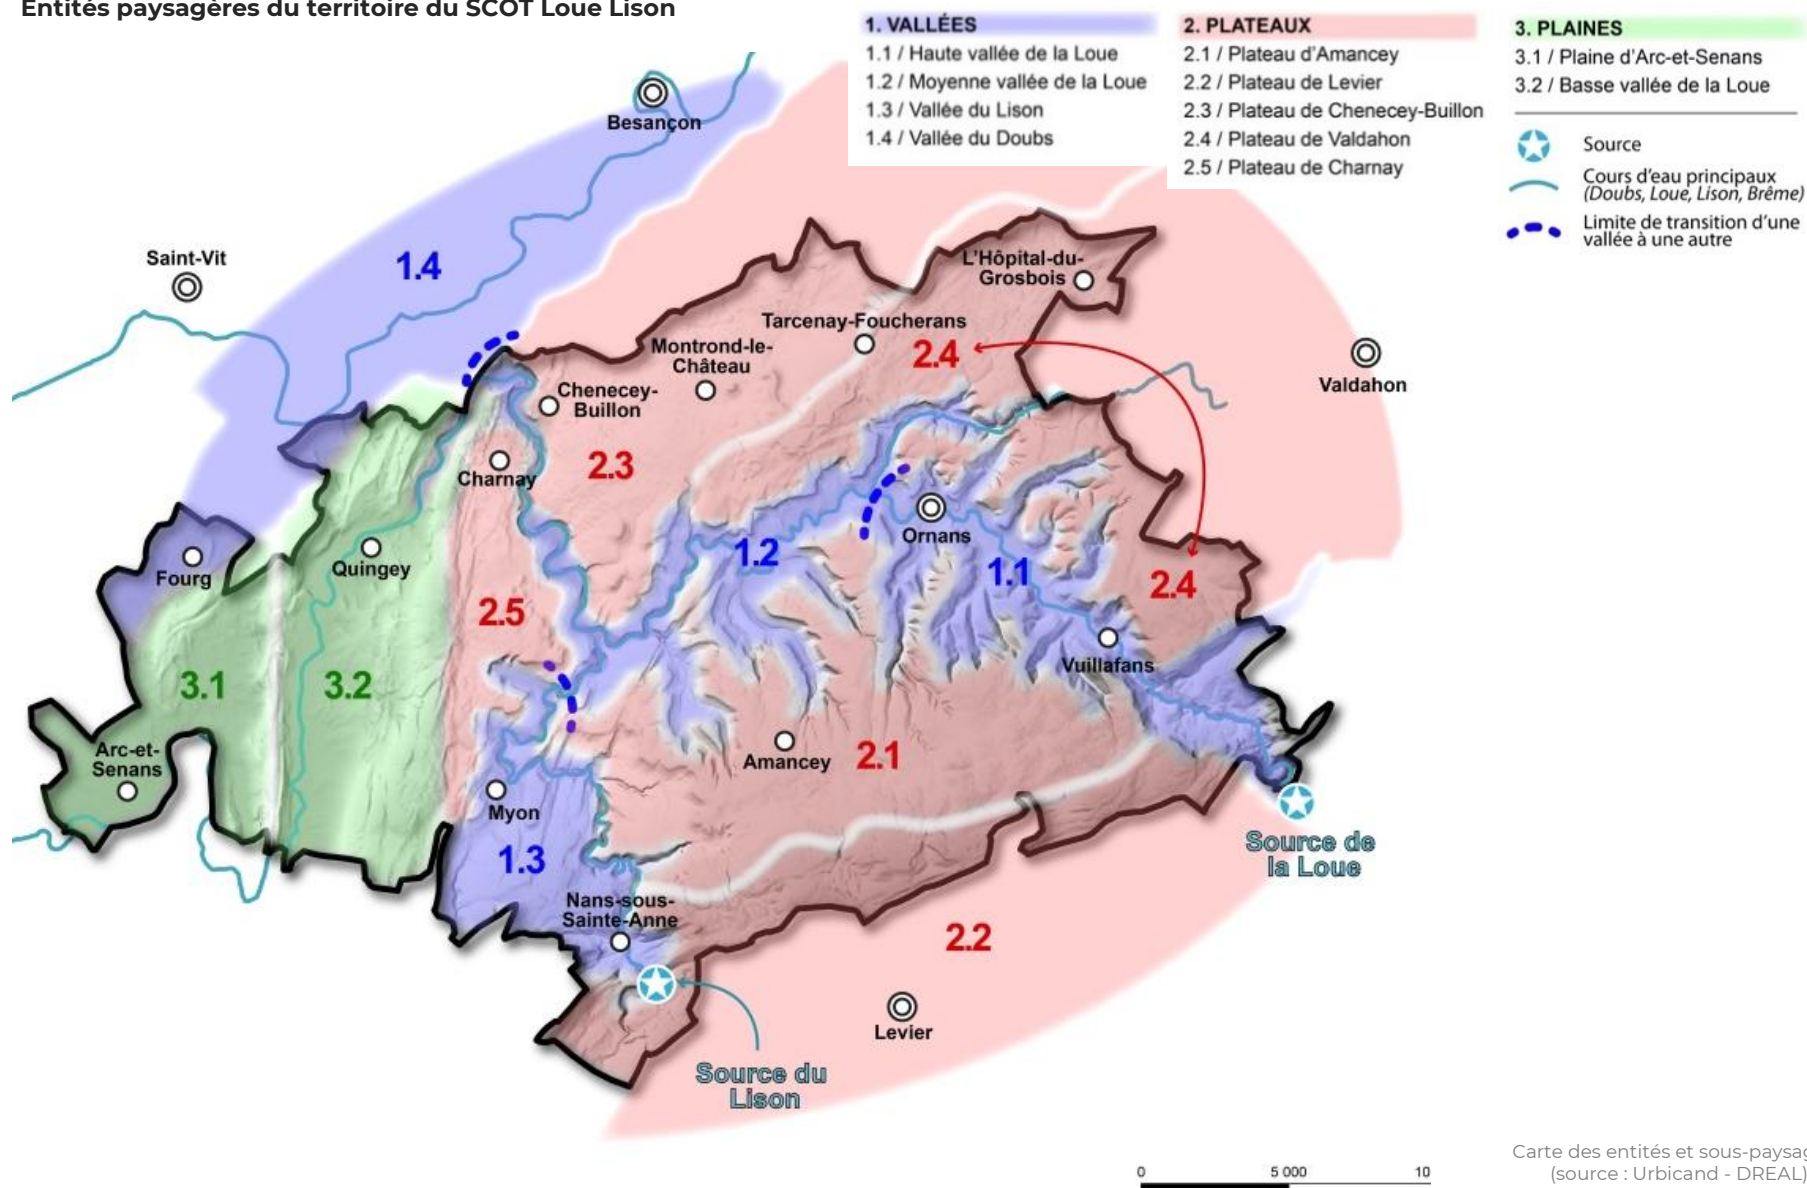 Entités paysagères du territoire du SCOT Loue Lison
1. VALLÉES
1.1 / Haute vallée de la Loue
1.2 / Moyenne vallée de la Loue
1.3 / Vallée du Lison
1.4 / Vallée du Doubs
2. PLATEAUX
2.1 / Plateau d'Amancey
2.2 / Plateau de Levier
2.3 / Plateau de Chenecey-Buillon
2.4 / Plateau de Valdahon
2.5 / Plateau de Charnay
3. PLAINES
3.1 / Plaine d'Arc-et-Senans
3.2 / Basse vallée de la Loue
Source
Cours d'eau principaux
(Doubs, Loue, Lison, Brême)
Limite de transition d'une
vallée à une autre
Besançon
Saint-Vit
1.4
L'Hôpital-du-
Grosbois
Tarcenay-Foucherans
2.4
Montrond-le-
Château
Valdahon
Chenecey-
Buillon
Charnay
2.3
Ornans
1.2
1.1
2.4
Fourg
Quingey
2.5
Vuillafans
3.1
3.2
Arc-et-
Senans
Amancey
2.1
Myon
1.3
Source de
la Loue
Nans-sous-
Sainte-Anne
2.2
Levier
Source du
Lison
0 5 000 10
Carte des entités et sous-paysag
(source : Urbicand - DREAL)